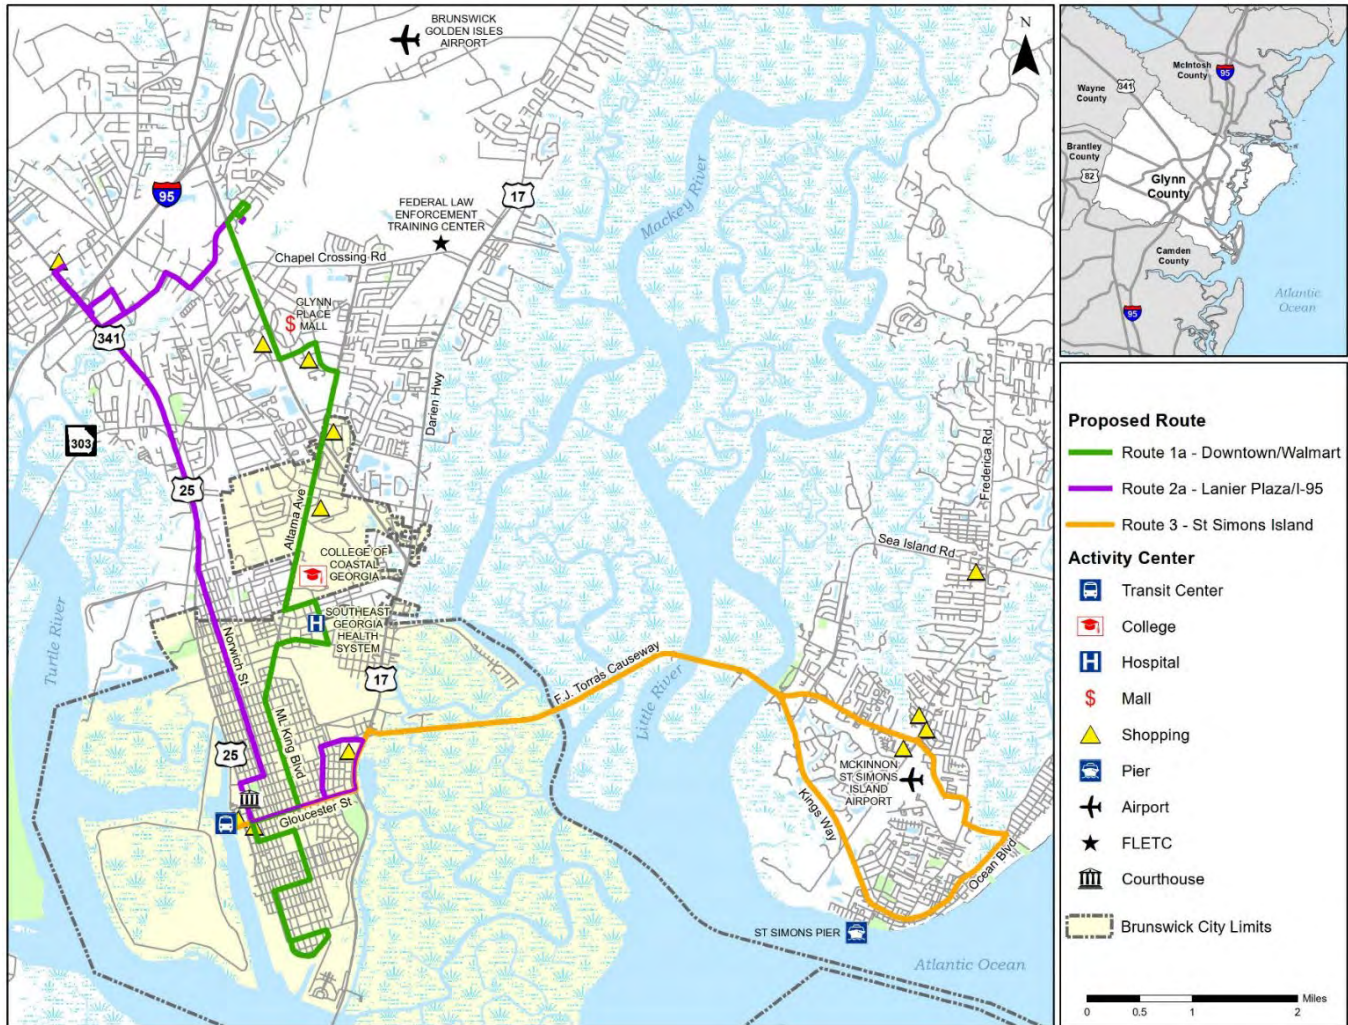 BRUNSWICK
GOLDEN ISLES
AIRPORT
N
95
17
FEDERAL LAW
ENFORCEMENT
TRAINING CENTER
Mackey River
Chapel Crossing Rd
GLYNN
PLACE
MALL
$
341
Darien Hwy
303
25
Altama Ave
Frederica Rd
Sea Island Rd
COLLEGE OF
COASTAL
GEORGIA
H
SOUTHEAST
GEORGIA
HEALTH
SYSTEM
Turtle River
Norwich St
17
F.J. Torras Causeway
Little River
25
ML King Blvd
MCKINNON
ST SIMONS
ISLAND
AIRPORT
Gloucester St
Kings Way
Ocean Blvd
ST SIMONS PIER
Atlantic Ocean
McIntosh
County
95
Wayne
County
341
Brantley
County
82
Glynn
County
Camden
County
95
Atlantic
Ocean
Proposed Route
Route 1a - Downtown/Walmart
Route 2a - Lanier Plaza/I-95
Route 3 - St Simons Island
Activity Center
Transit Center
College
H Hospital
$ Mall
Shopping
Pier
Airport
FLETC
Courthouse
Brunswick City Limits
Miles
0 0.5 1 2